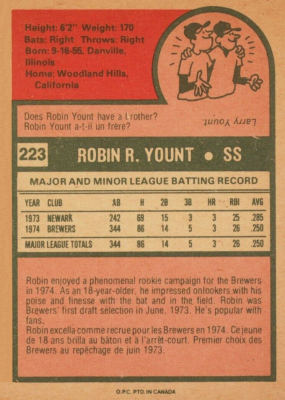 Height: 6'2" Weight: 170
Bats: Right Throws: Right
Born: 9-16-55, Danville,
Illinois
Home: Woodland Hills,
California
Does Robin Yount have a brother?
Robin Yount a-t-il un frère?
Larry Yount
223 ROBIN R. YOUNT • SS
MAJOR AND MINOR LEAGUE BATTING RECORD
YEAR CLUB AB H 2B 3B HR RBI AVG
1973 NEWARK 242 69 15 3 3 25 .285
1974 BREWERS 344 86 14 5 3 26 .250
MAJOR LEAGUE TOTALS 344 86 14 5 3 26 .250
Robin enjoyed a phenomenal rookie campaign for the Brewers
in 1974. As an 18-year-older, he impressed onlookers with his
poise and finesse with the bat and in the field. Robin was
Brewers' first draft selection in June, 1973. He's popular with
fans.
Robin excella comme recrue pour les Brewers en 1974. Ce jeune
de 18 ans brilla au bâton et à l'arrêt-court. Premier choix des
Brewers au repêchage de juin 1973.
O.P.C. PTD. IN CANADA